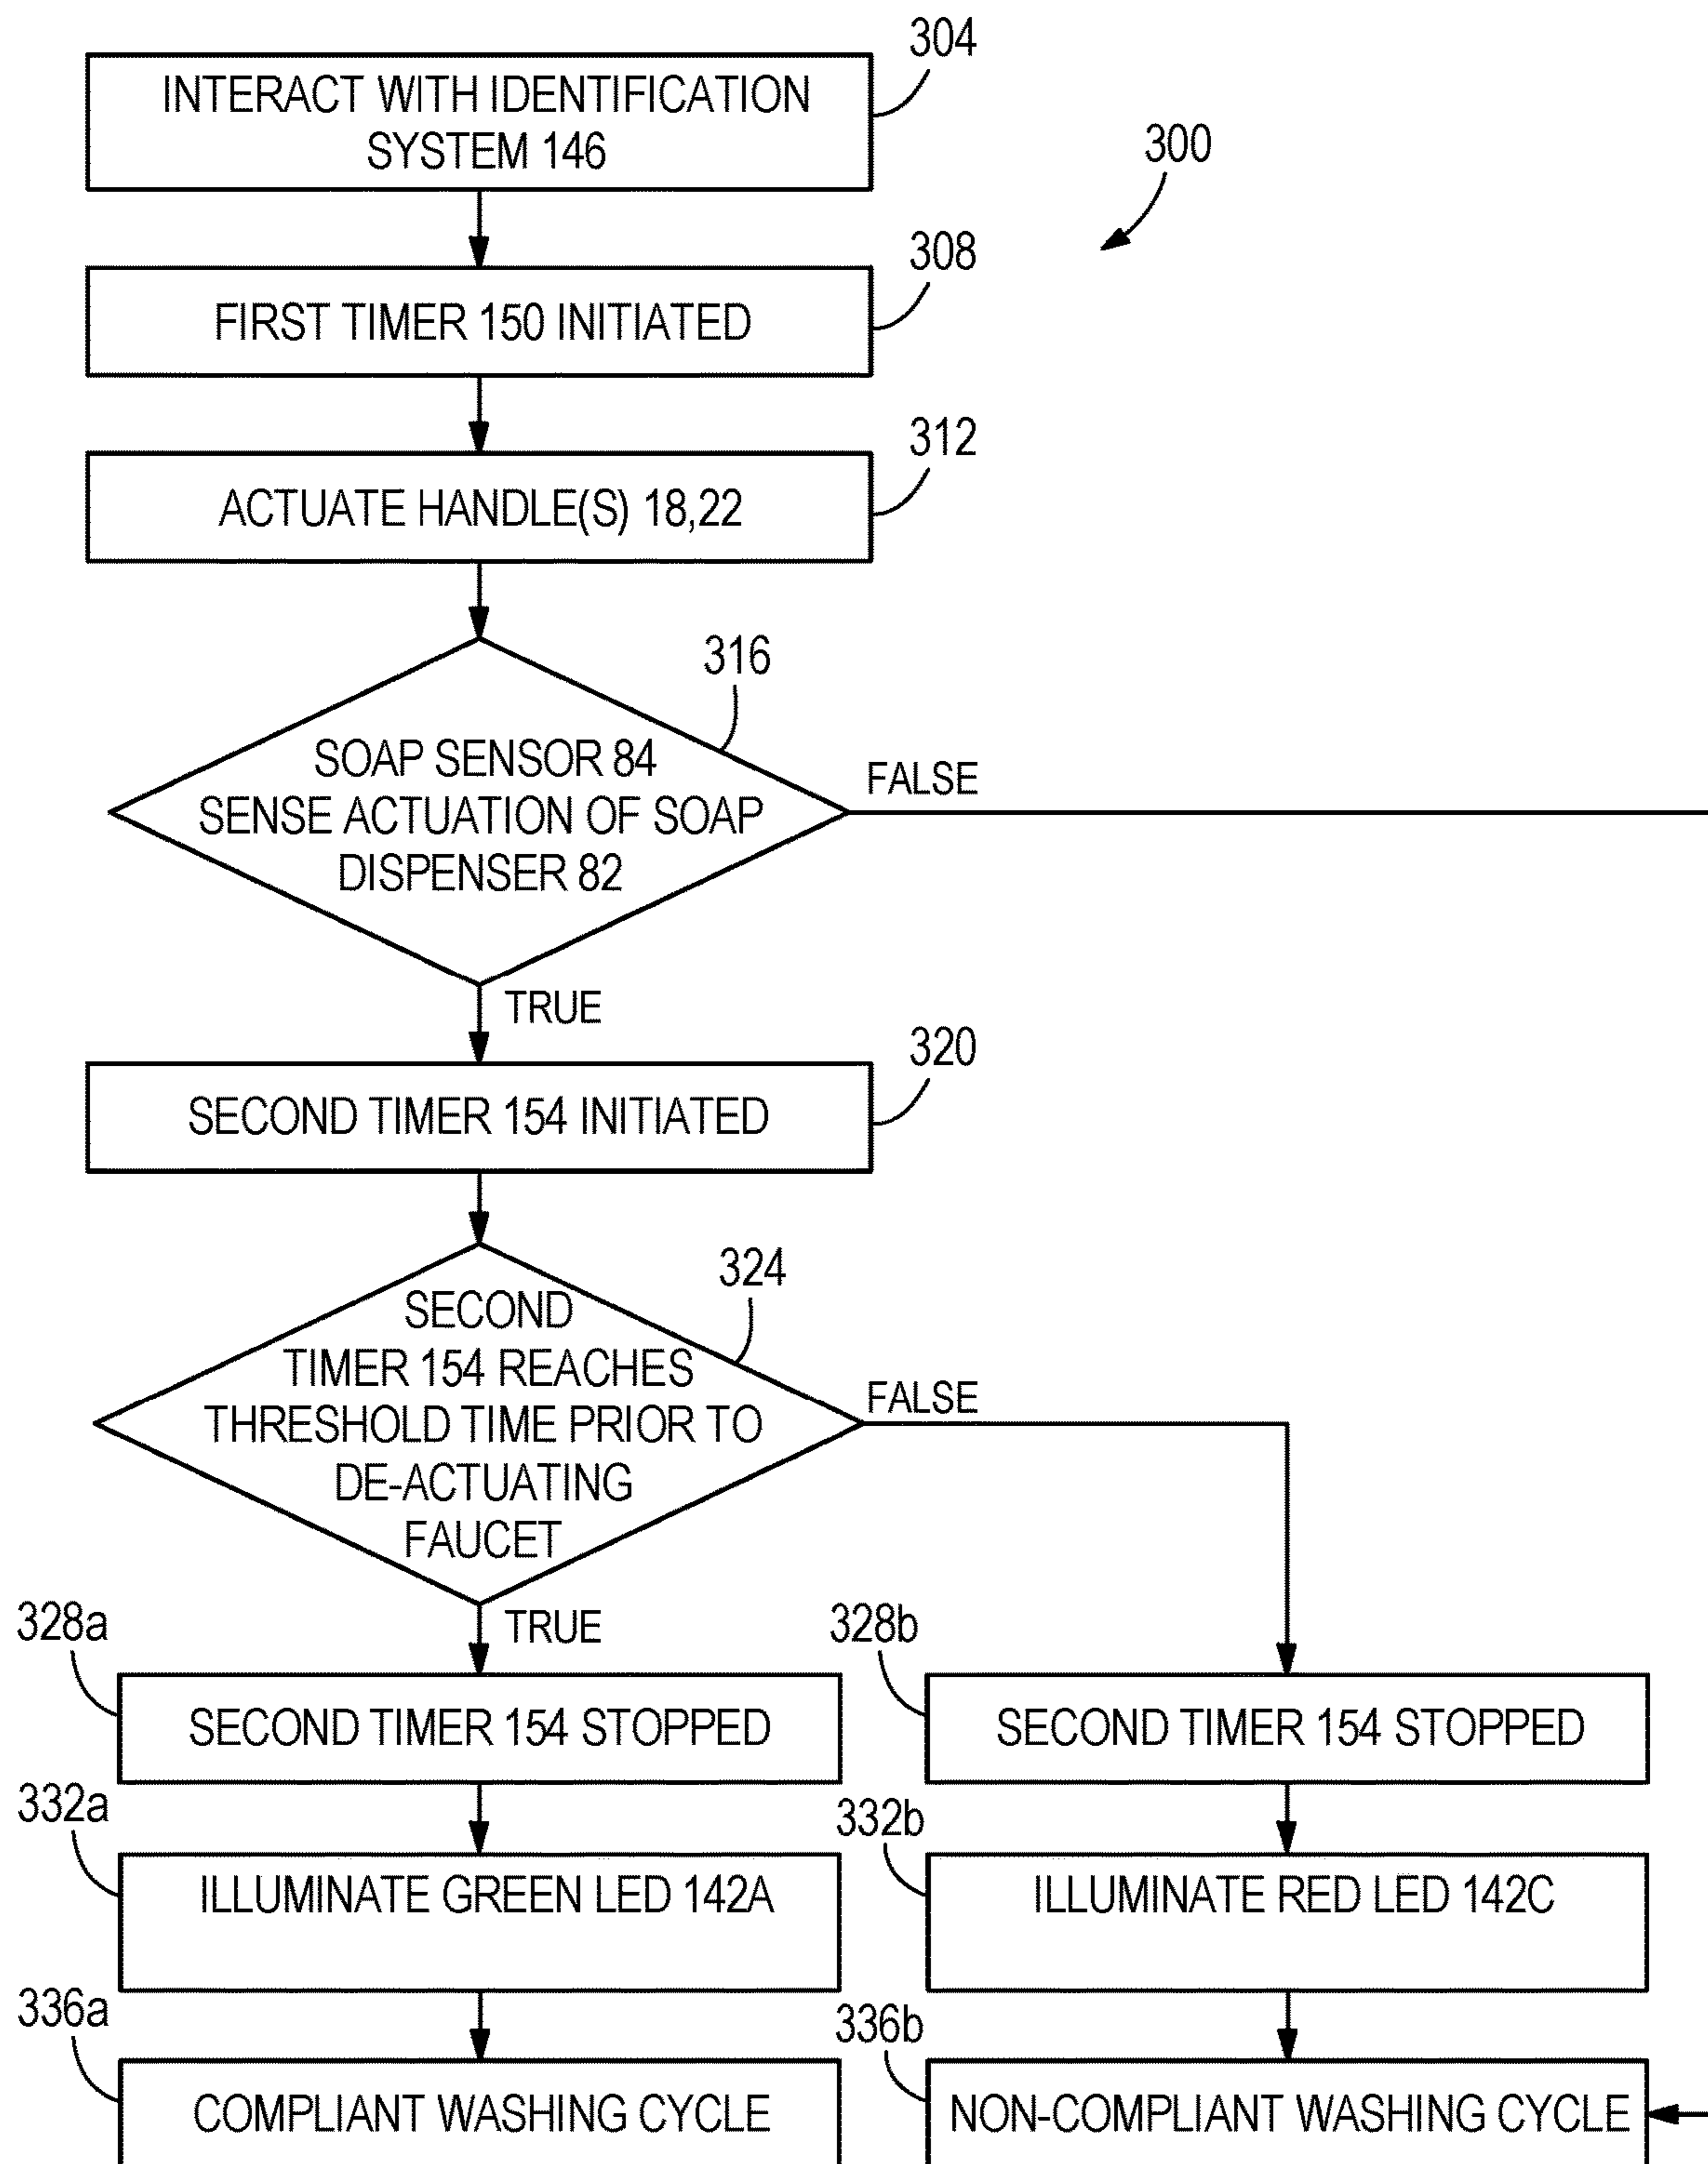 304
INTERACT WITH IDENTIFICATION
SYSTEM 146
300
308
FIRST TIMER 150 INITIATED
312
ACTUATE HANDLE(S) 18,22
316
SOAP SENSOR 84
SENSE ACTUATION OF SOAP
DISPENSER 82
FALSE
TRUE
320
SECOND TIMER 154 INITIATED
324
SECOND
TIMER 154 REACHES
THRESHOLD TIME PRIOR TO
DE-ACTUATING
FAUCET
FALSE
TRUE
328a
SECOND TIMER 154 STOPPED
328b
SECOND TIMER 154 STOPPED
332a
ILLUMINATE GREEN LED 142A
332b
ILLUMINATE RED LED 142C
336a
COMPLIANT WASHING CYCLE
336b
NON-COMPLIANT WASHING CYCLE